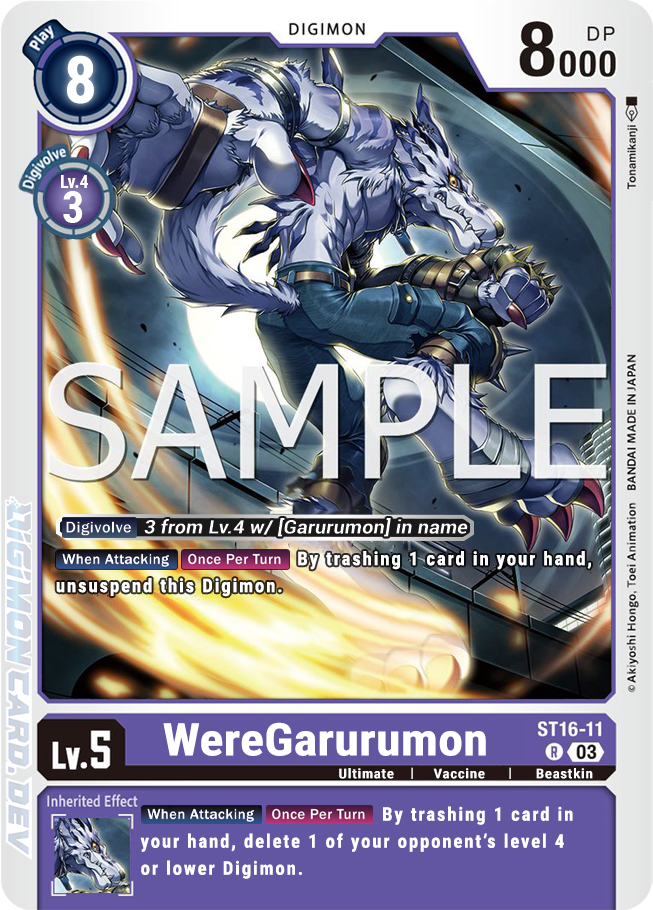 DIGIMON
Play
8
DP
8000
Digivolve
Lv.4
3
Tonamikanji
SAMPLE
Digivolve 3 from Lv.4 w/ [Garurumon] in name
When Attacking Once Per Turn By trashing 1 card in your hand,
unsuspend this Digimon.
© Akiyoshi Hongo, Toei Animation BANDAI MADE IN JAPAN
DIGIMONCARD.DEV
Lv.5
WereGarurumon
ST16-11
R 03
Ultimate | Vaccine | Beastkin
Inherited Effect
When Attacking Once Per Turn By trashing 1 card in
your hand, delete 1 of your opponent's level 4
or lower Digimon.